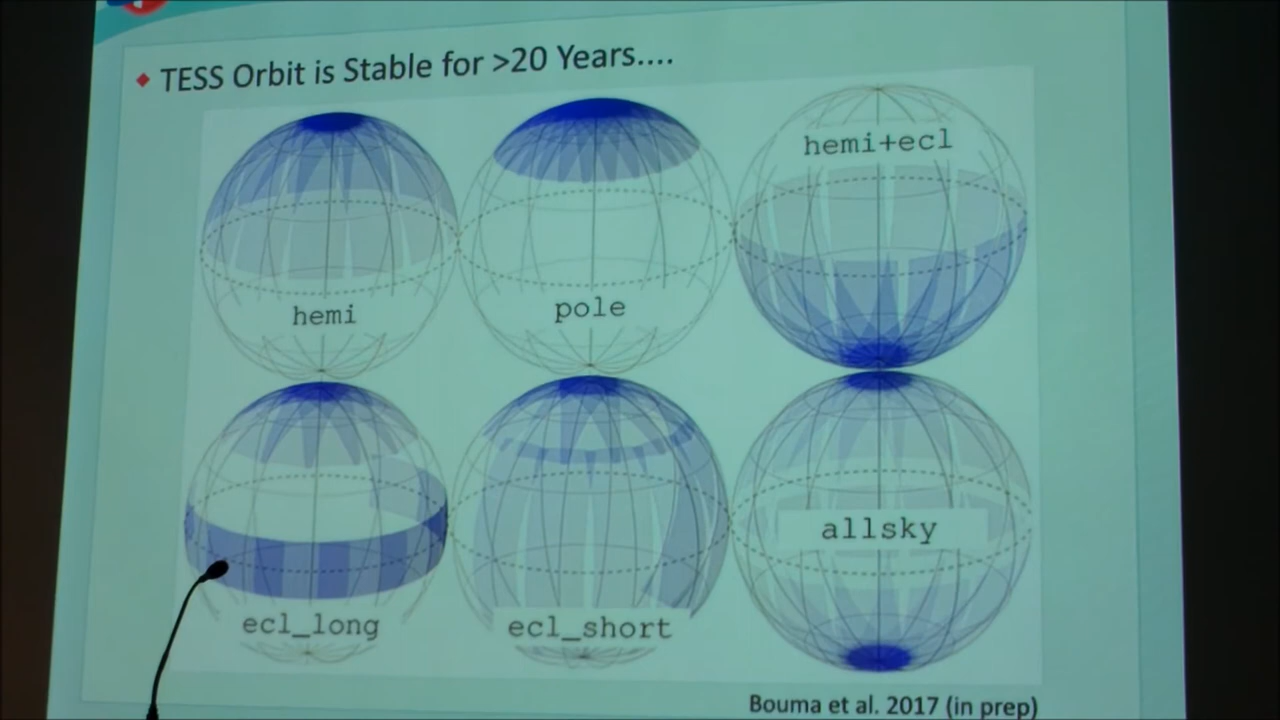 TESS Orbit is Stable for >20 Years....
hemi
pole
hemi+ecl
ecl_long
ecl_short
allsky
Bouma et al. 2017 (in prep)